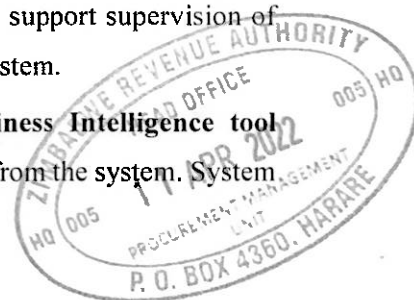 support supervision of
stem.
iness Intelligence tool
from the system. System
ZIMBABWE REVENUE AUTHORITY
HEAD OFFICE
HQ 005
005 HQ
11 APR 2022
PROCUREMENT MANAGEMENT
UNIT
P. O. BOX 4360, HARARE